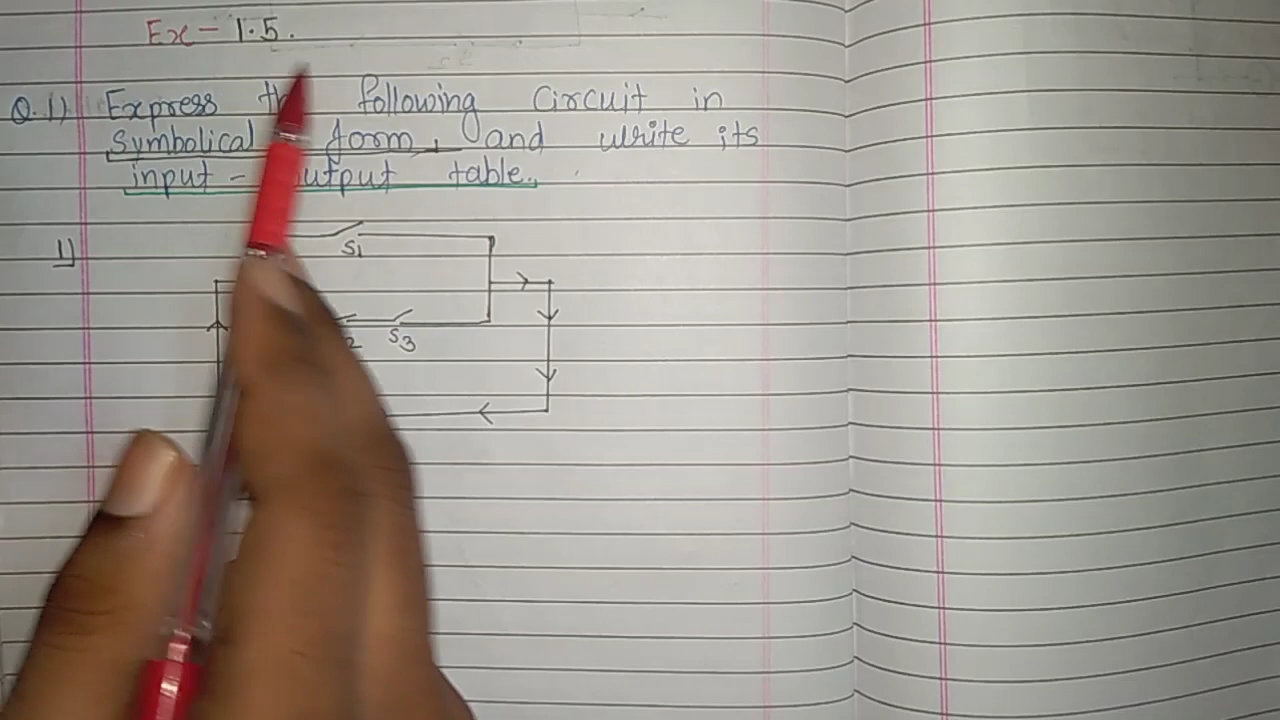 Ex - 1.5.
Q.1) Express following Circuit in
Symbolical form, and write its
input - output table.
1)
S1
S3